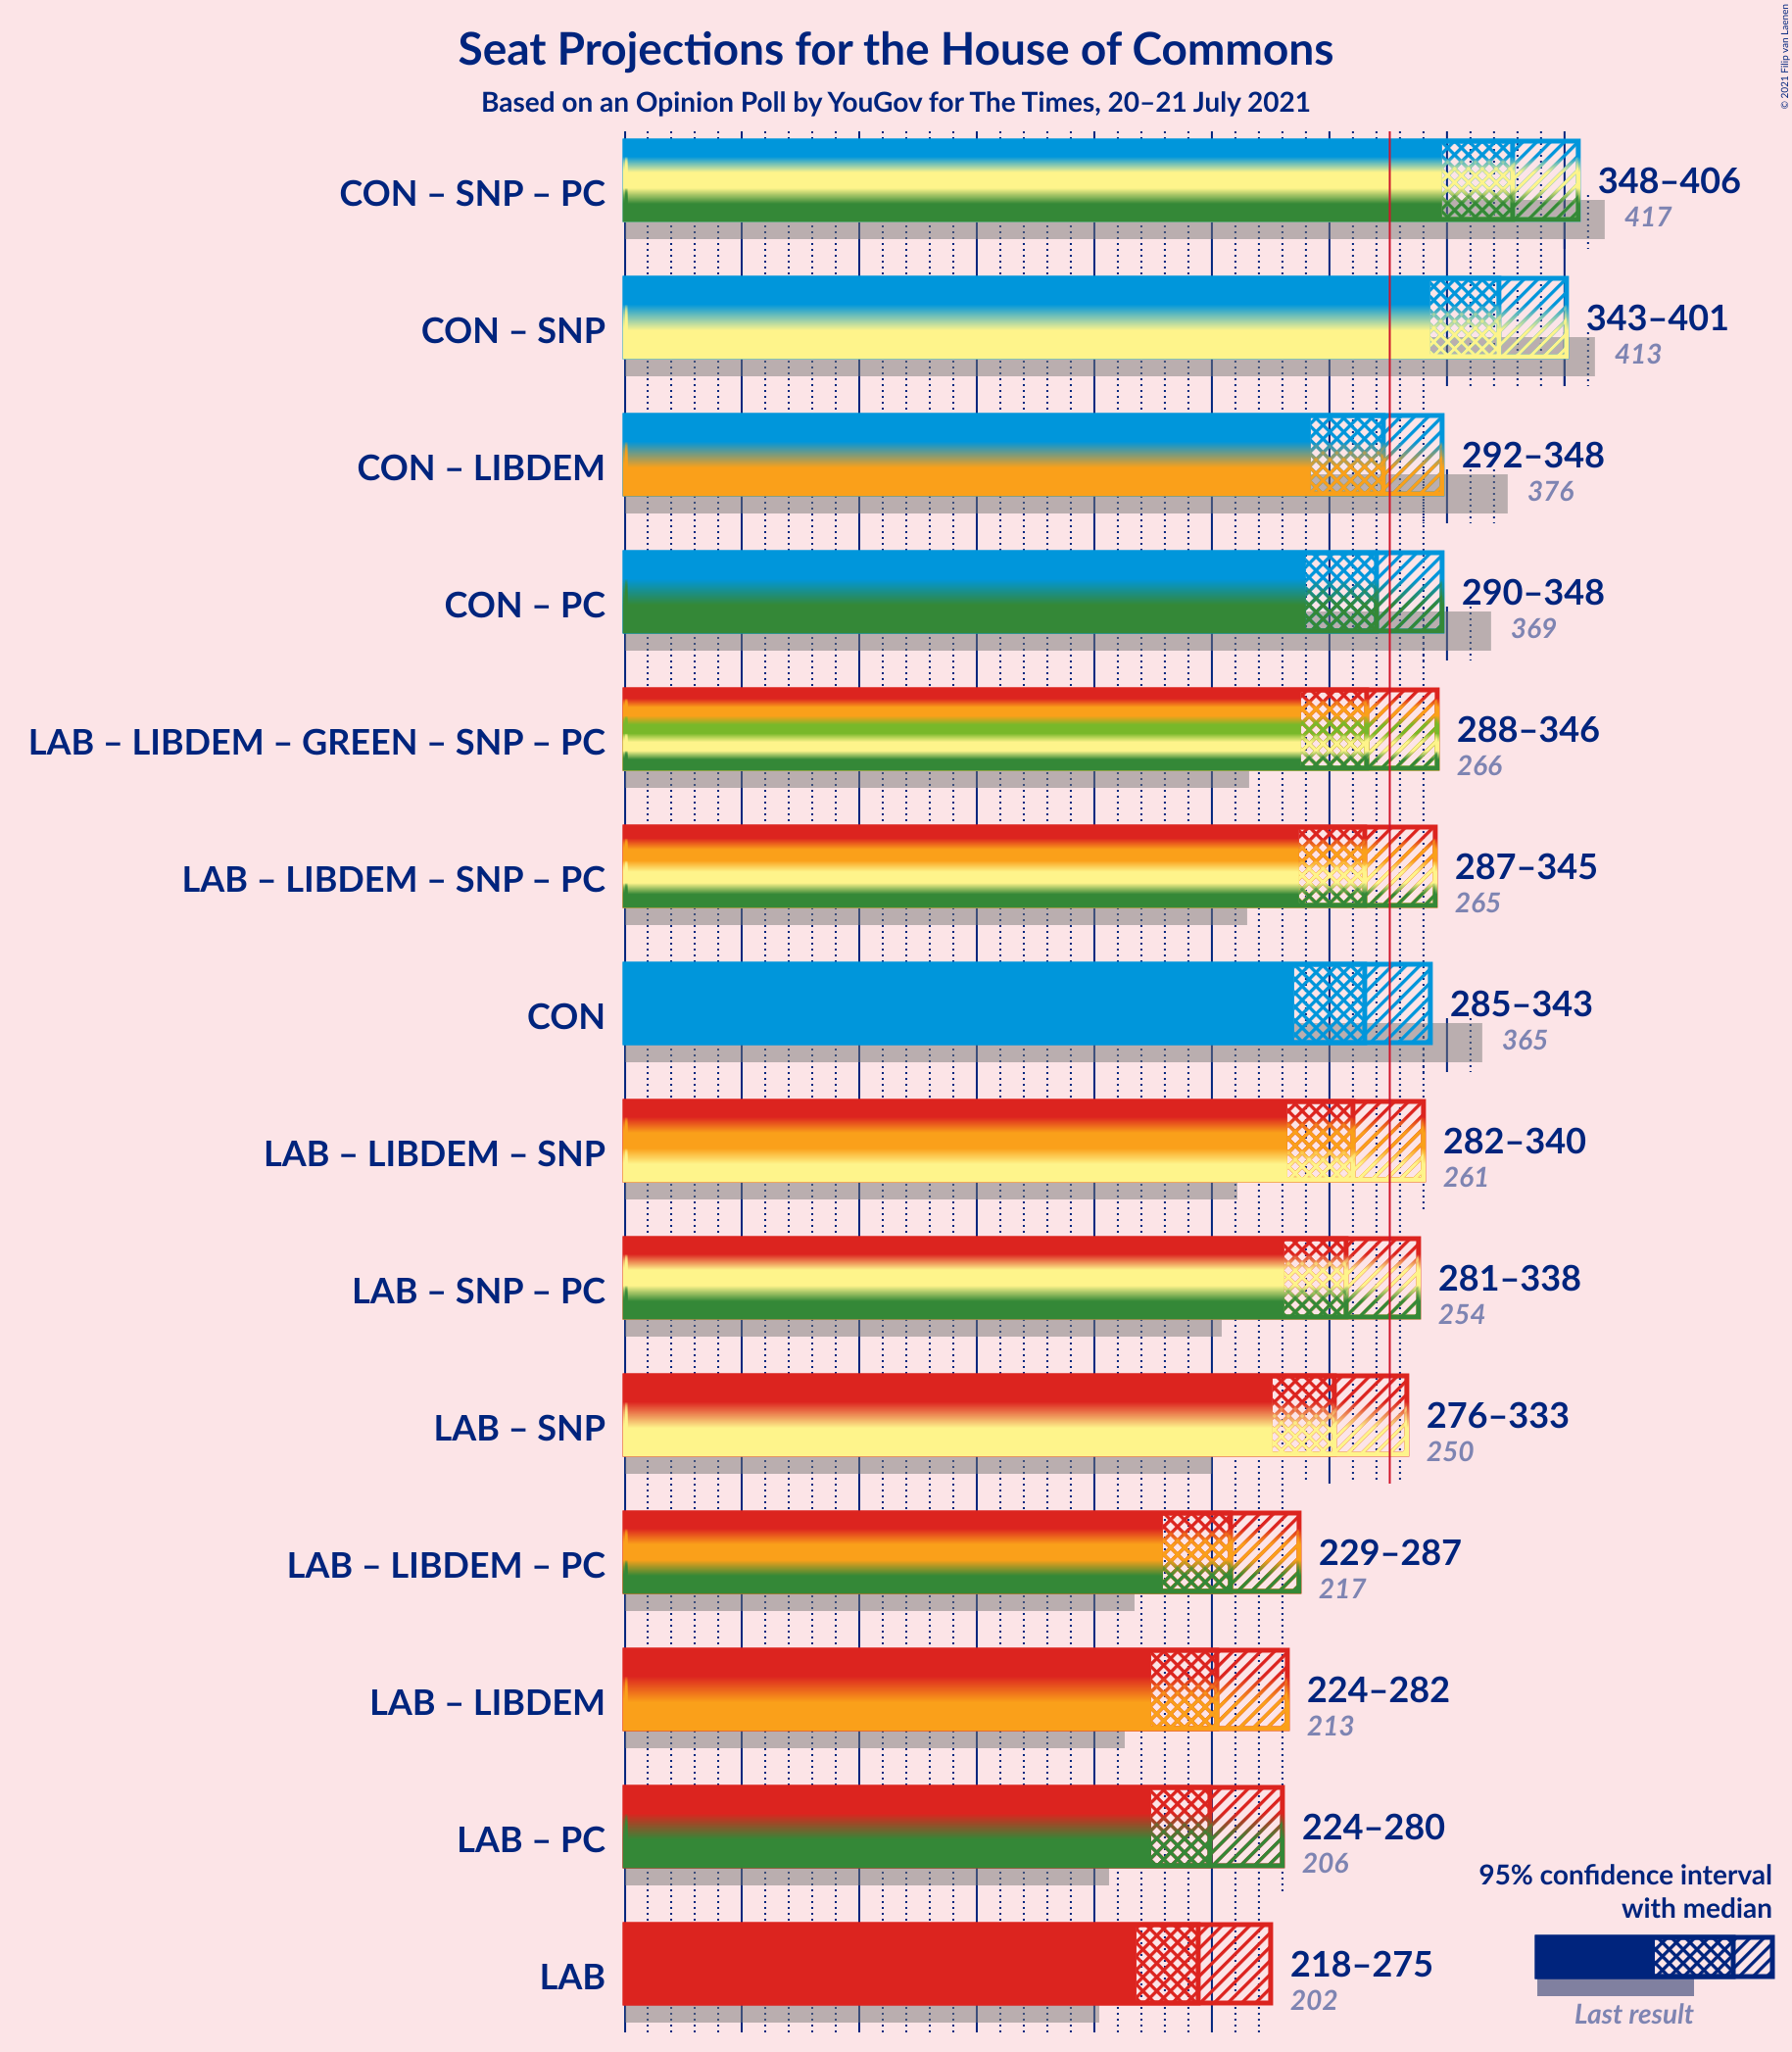 Seat Projections for the House of Commons
Based on an Opinion Poll by YouGov for The Times, 20–21 July 2021
© 2021 Filip van Laenen
CON – SNP – PC
348–406
417
CON – SNP
343–401
413
CON – LIBDEM
292–348
376
CON – PC
290–348
369
LAB – LIBDEM – GREEN – SNP – PC
288–346
266
LAB – LIBDEM – SNP – PC
287–345
265
CON
285–343
365
LAB – LIBDEM – SNP
282–340
261
LAB – SNP – PC
281–338
254
LAB – SNP
276–333
250
LAB – LIBDEM – PC
229–287
217
LAB – LIBDEM
224–282
213
LAB – PC
224–280
206
LAB
218–275
202
95% confidence interval
with median
Last result